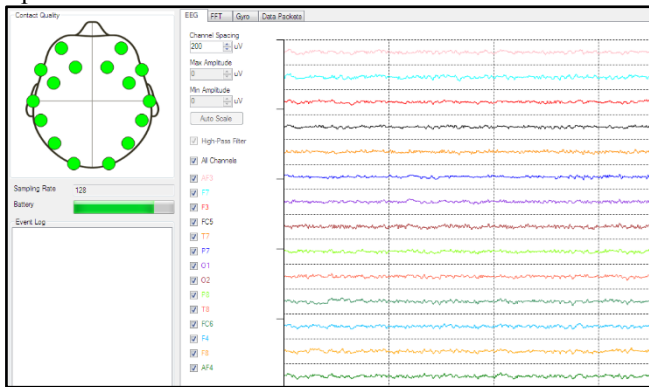 Contact Quality
EEG FFT Gyro Data Packets
Channel Spacing
200 uV
Max Amplitude
0 uV
Min Amplitude
0 uV
Auto Scale
High-Pass Filter
All Channels
AF3
F7
F3
FC5
T7
P7
O1
O2
P8
T8
FC6
F4
F8
AF4
Sampling Rate 128
Battery
Event Log